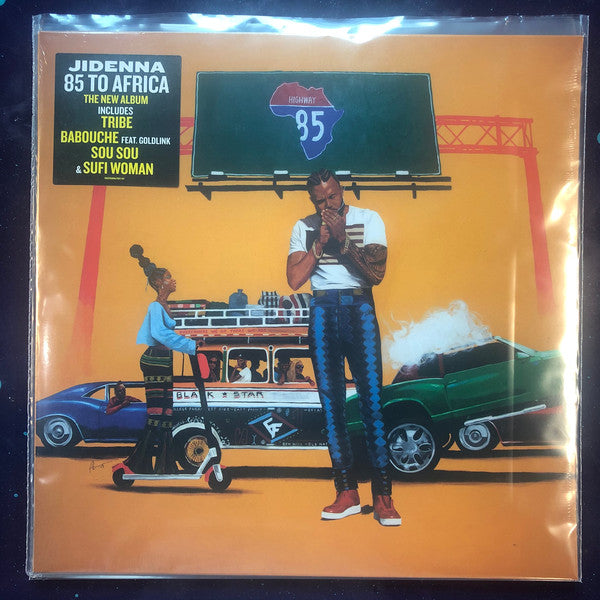 JIDENNA
85 TO AFRICA
THE NEW ALBUM
INCLUDES
TRIBE
BABOUCHE FEAT. GOLDLINK
SOU SOU
& SUFI WOMAN
HIGHWAY
85
BLACK ★ STAR